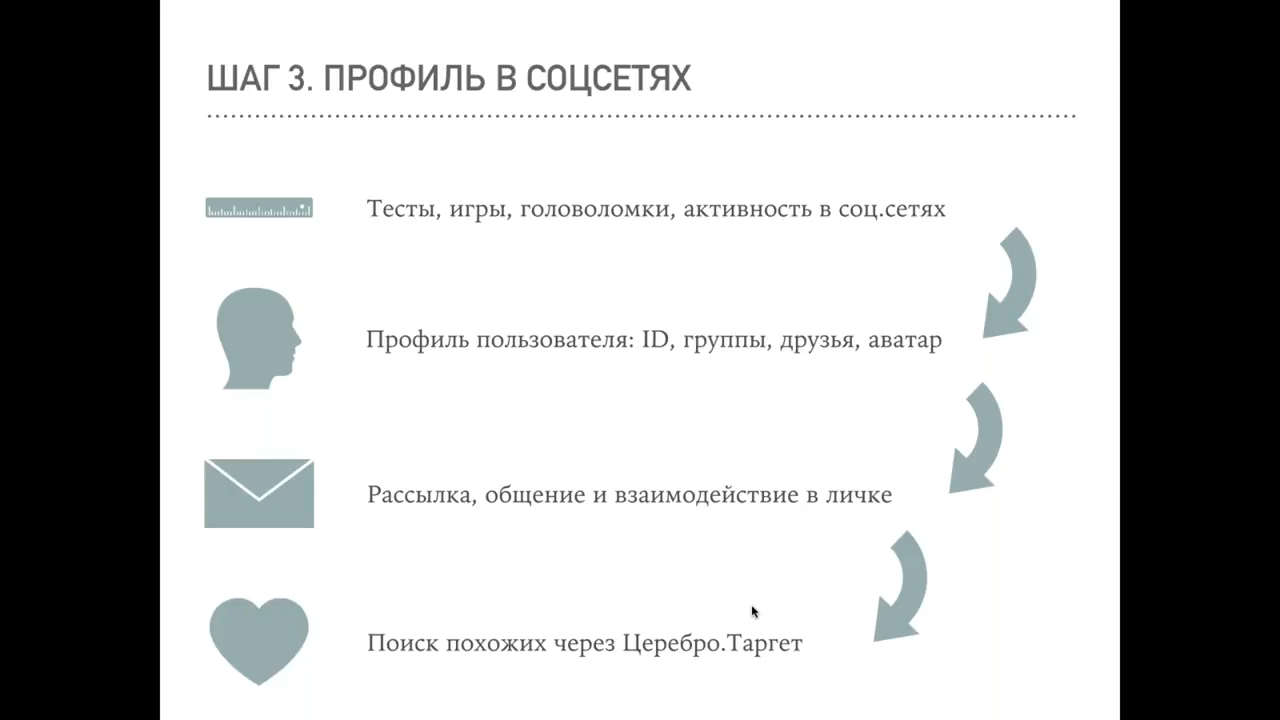 ШАГ 3. ПРОФИЛЬ В СОЦСЕТЯХ
Тесты, игры, головоломки, активность в соц.сетях
Профиль пользователя: ID, группы, друзья, аватар
Рассылка, общение и взаимодействие в личке
Поиск похожих через Церебро.Таргет